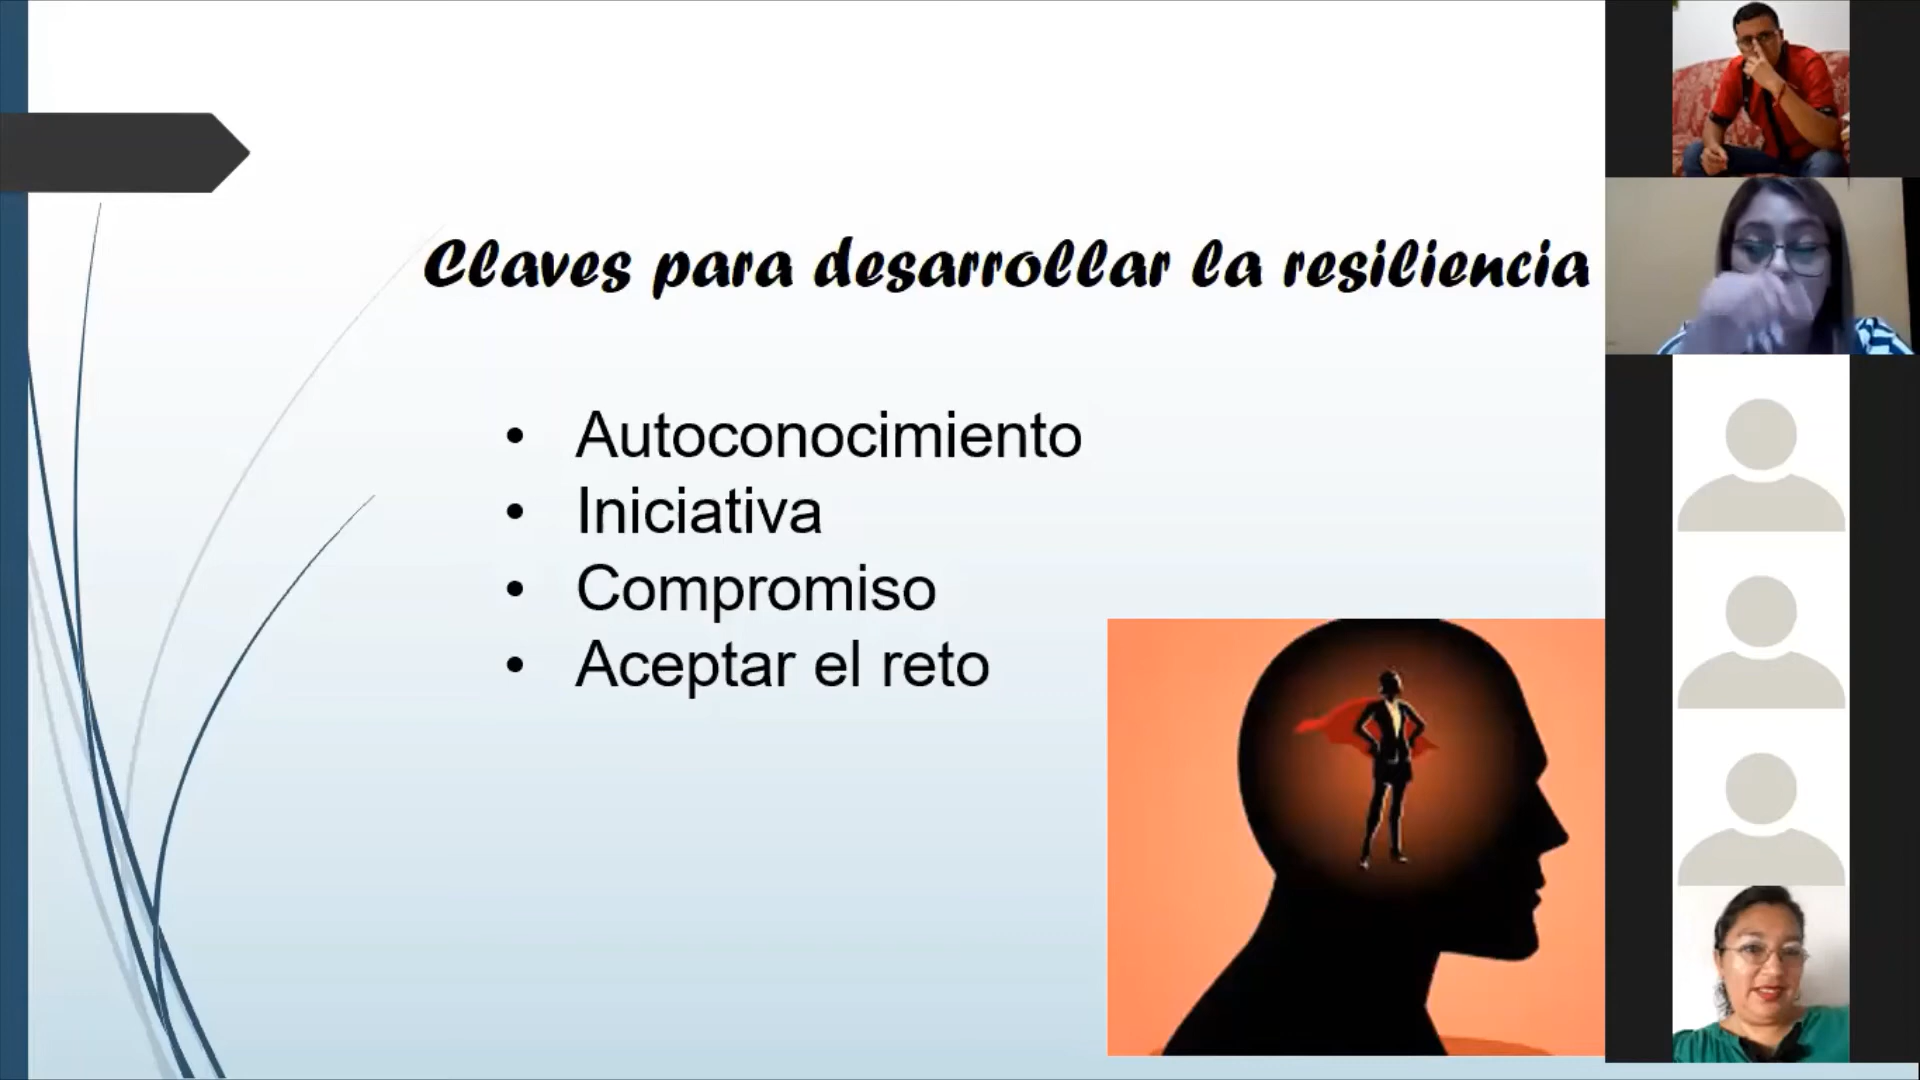 Claves para desarrollar la resiliencia
• Autoconocimiento
• Iniciativa
• Compromiso
• Aceptar el reto